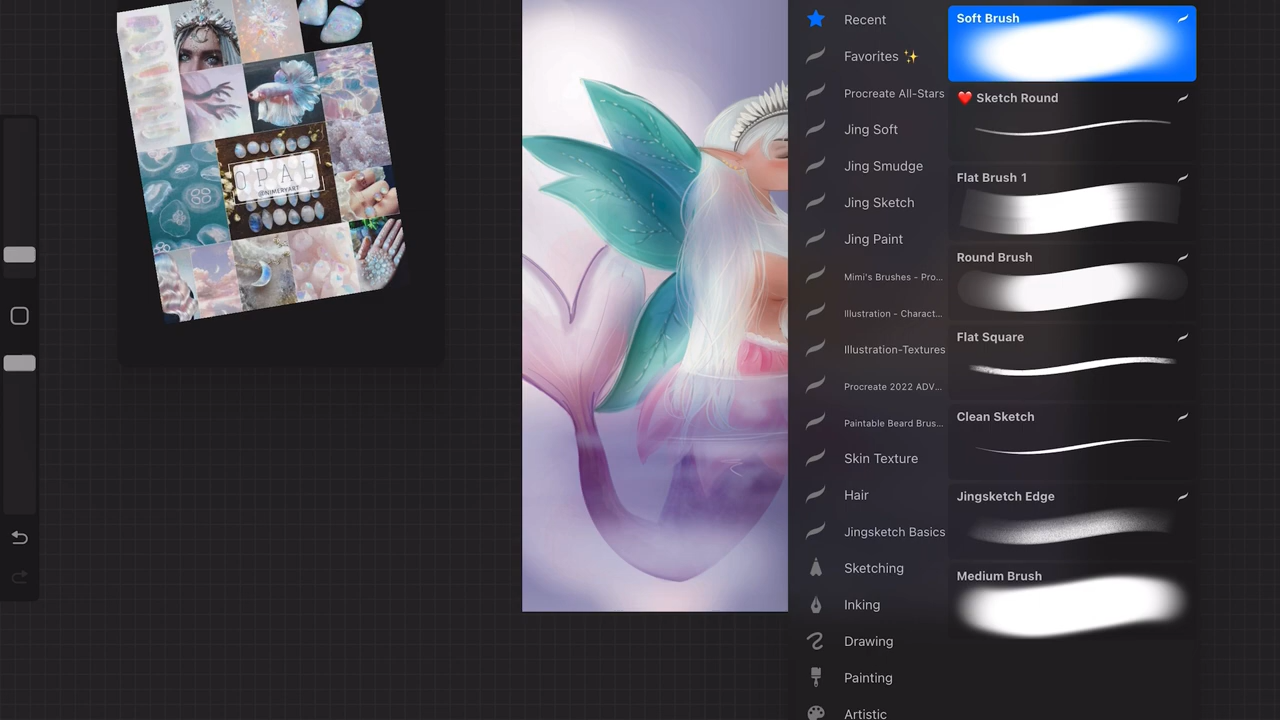 OPAL
@NIMERYART
Recent
Favorites ✨
Procreate All-Stars
Jing Soft
Jing Smudge
Jing Sketch
Jing Paint
Mimi's Brushes - Pro...
Illustration - Charact...
Illustration-Textures
Procreate 2022 ADV...
Paintable Beard Brus...
Skin Texture
Hair
Jingsketch Basics
Sketching
Inking
Drawing
Painting
Artistic
Soft Brush
❤️ Sketch Round
Flat Brush 1
Round Brush
Flat Square
Clean Sketch
Jingsketch Edge
Medium Brush